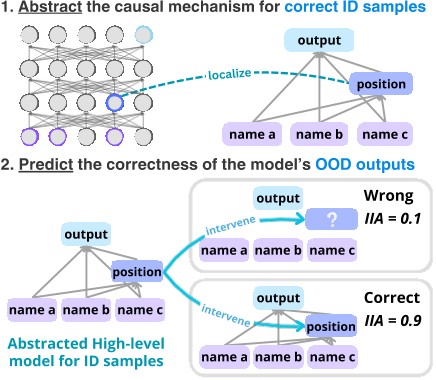 1. Abstract the causal mechanism for correct ID samples
output
localize
position
name a name b name c
2. Predict the correctness of the model's OOD outputs
output
Wrong
intervene
?
IIA = 0.1
name a name b name c
output
position
name a name b name c
output
Correct
intervene
position
IIA = 0.9
name a name b name c
Abstracted High-level
model for ID samples